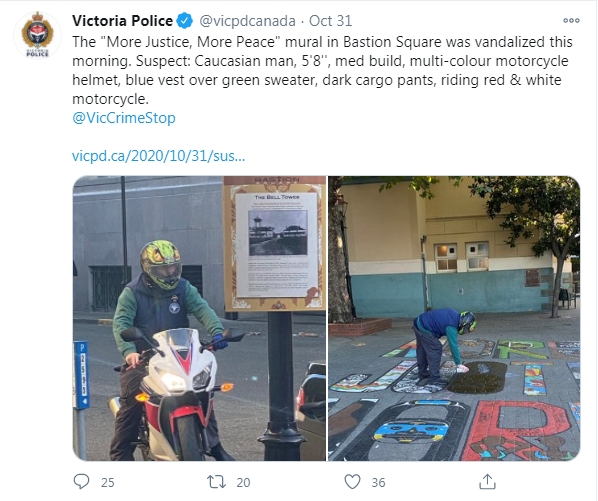 Victoria Police @vicpdcanada · Oct 31
The "More Justice, More Peace" mural in Bastion Square was vandalized this
morning. Suspect: Caucasian man, 5'8'', med build, multi-colour motorcycle
helmet, blue vest over green sweater, dark cargo pants, riding red & white
motorcycle.
@VicCrimeStop
vicpd.ca/2020/10/31/sus...
BASTION
THE BELL TOWER
P
25 20 36